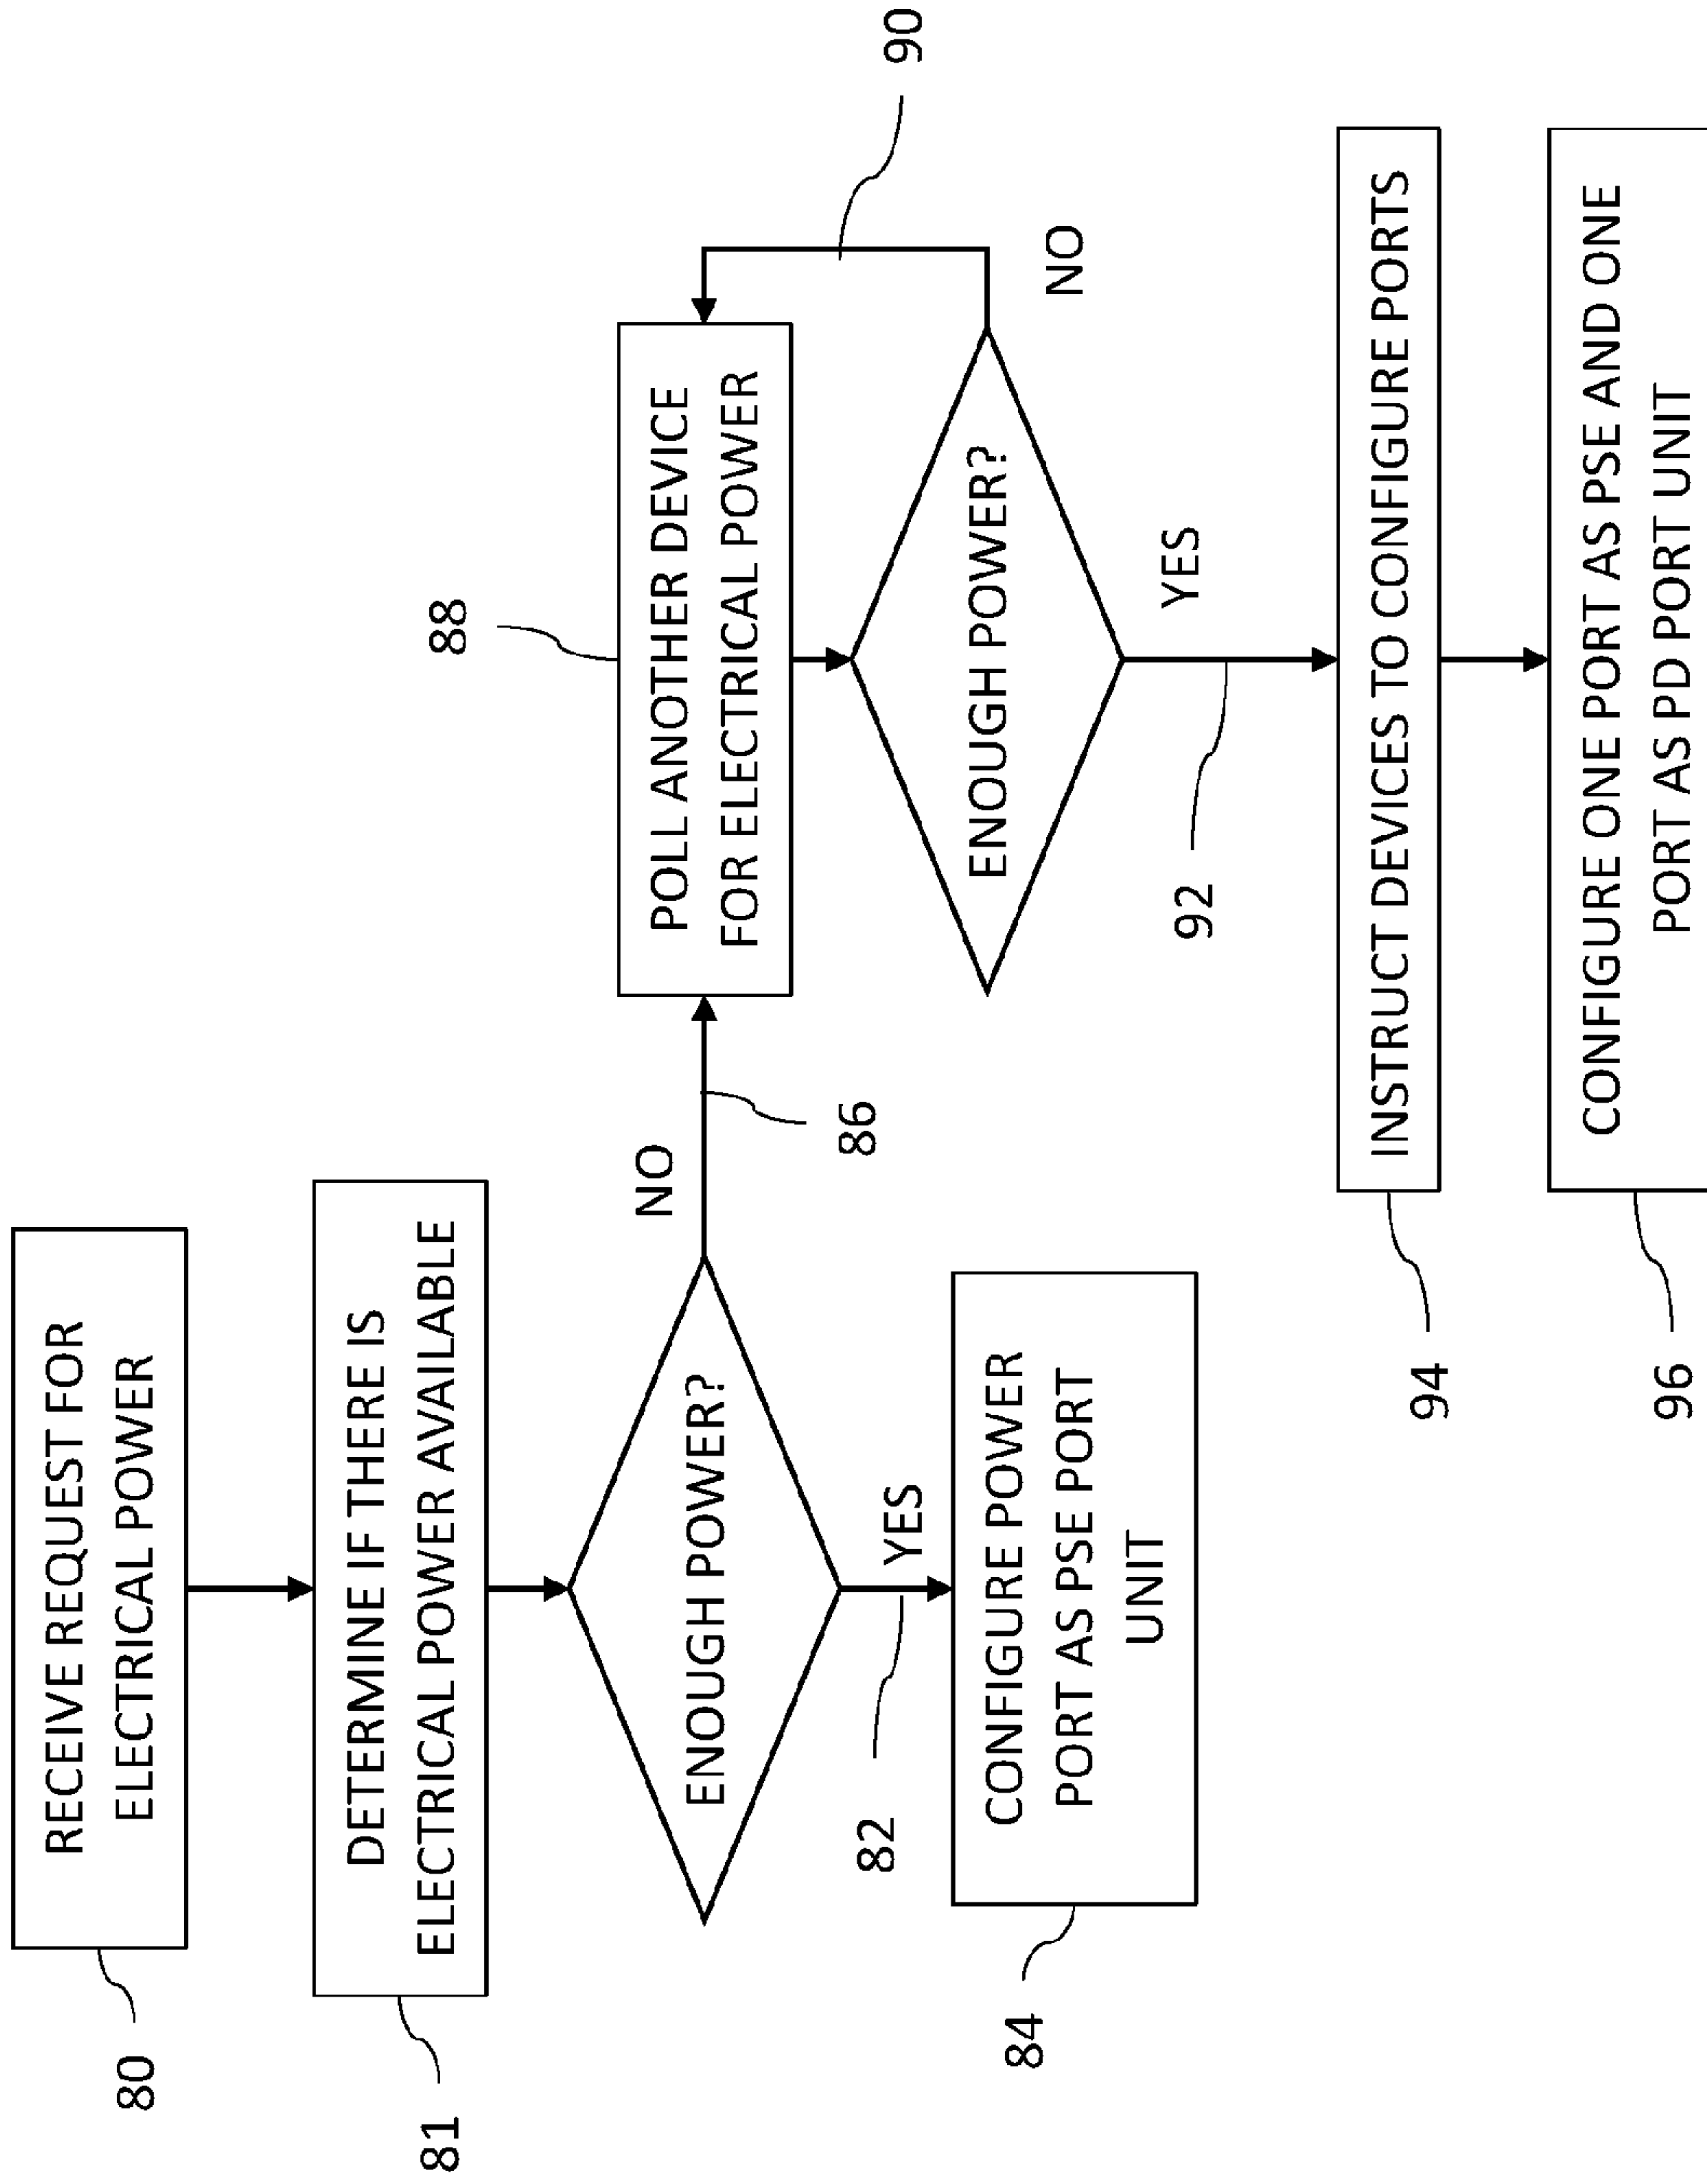 80
RECEIVE REQUEST FOR
ELECTRICAL POWER
81
DETERMINE IF THERE IS
ELECTRICAL POWER AVAILABLE
ENOUGH POWER?
NO
86
82
YES
84
CONFIGURE POWER
PORT AS PSE PORT
UNIT
88
POLL ANOTHER DEVICE
FOR ELECTRICAL POWER
90
ENOUGH POWER?
NO
92
YES
94
INSTRUCT DEVICES TO CONFIGURE PORTS
96
CONFIGURE ONE PORT AS PSE AND ONE
PORT AS PD PORT UNIT